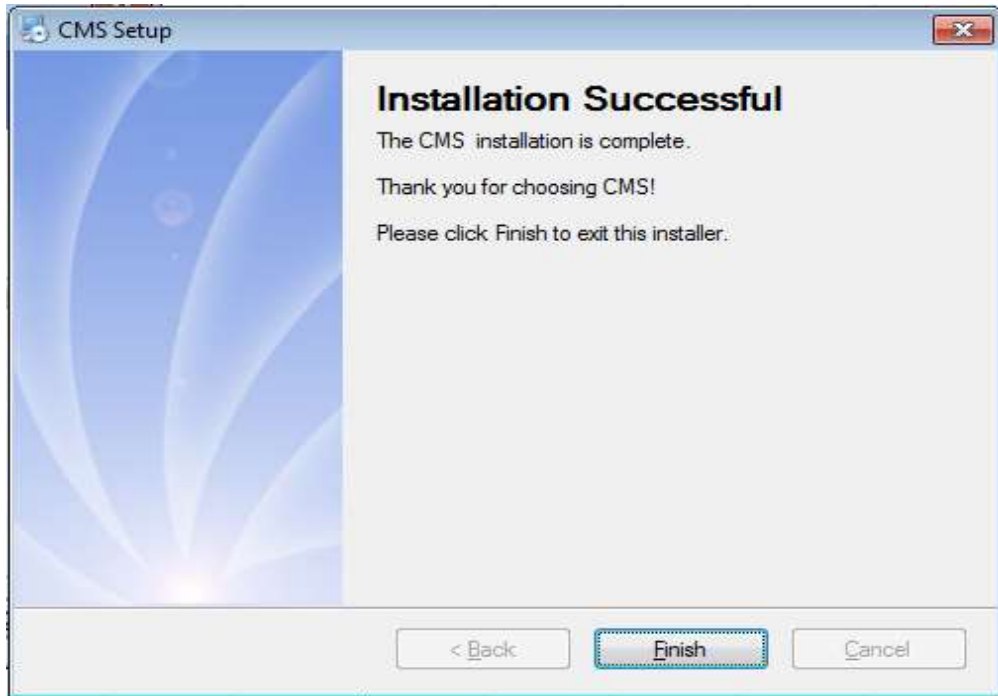 CMS Setup
Installation Successful
The CMS  installation is complete.
Thank you for choosing CMS!
Please click Finish to exit this installer.
< Back
Finish
Cancel